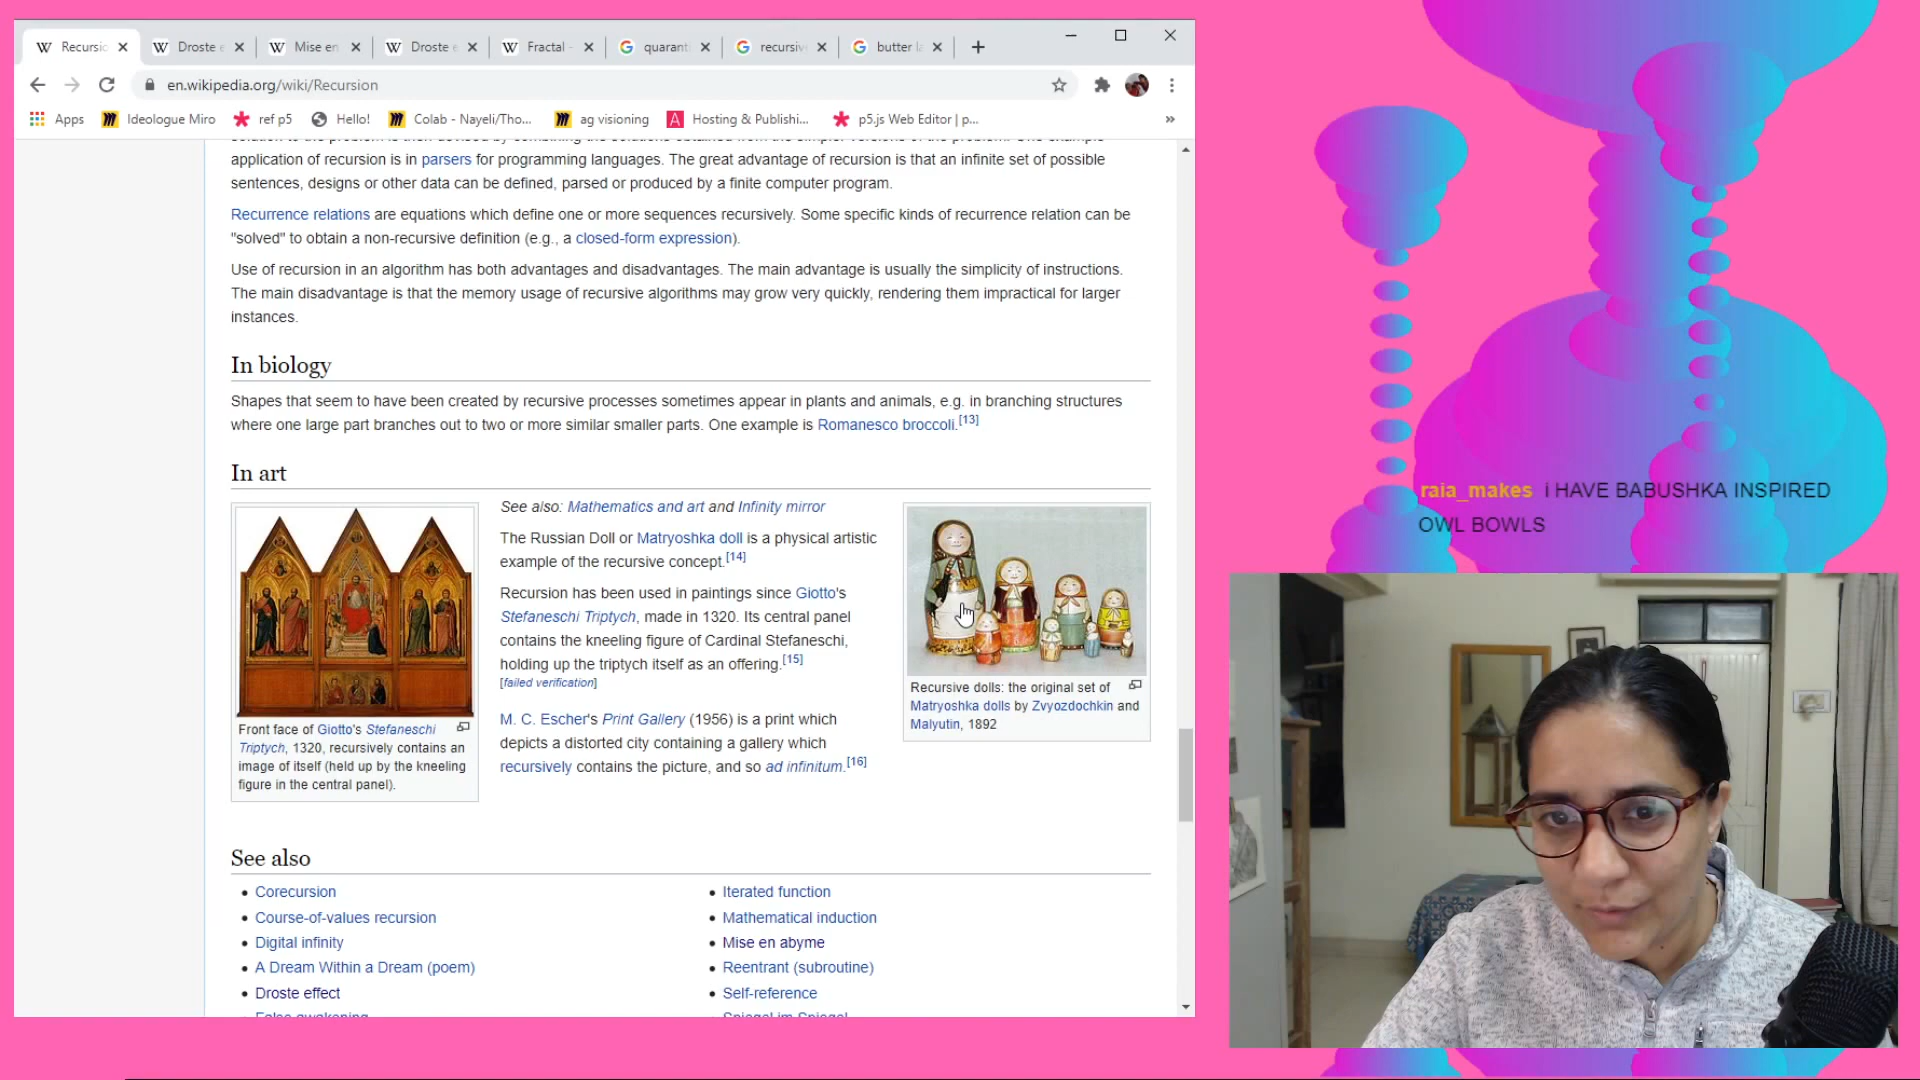 Recursic
Droste e
Mise en
Droste e
Fractal -
quaranti
recursive
butter la
en.wikipedia.org/wiki/Recursion
Apps
Ideologue Miro
ref p5
Hello!
Colab - Nayeli/Tho...
ag visioning
Hosting & Publishi...
p5.js Web Editor | p...
»
application of recursion is in parsers for programming languages. The great advantage of recursion is that an infinite set of possible
sentences, designs or other data can be defined, parsed or produced by a finite computer program.
Recurrence relations are equations which define one or more sequences recursively. Some specific kinds of recurrence relation can be
"solved" to obtain a non-recursive definition (e.g., a closed-form expression).
Use of recursion in an algorithm has both advantages and disadvantages. The main advantage is usually the simplicity of instructions.
The main disadvantage is that the memory usage of recursive algorithms may grow very quickly, rendering them impractical for larger
instances.
In biology
Shapes that seem to have been created by recursive processes sometimes appear in plants and animals, e.g. in branching structures
where one large part branches out to two or more similar smaller parts. One example is Romanesco broccoli.[13]
In art
Front face of Giotto's Stefaneschi
Triptych, 1320, recursively contains an
image of itself (held up by the kneeling
figure in the central panel).
See also: Mathematics and art and Infinity mirror
The Russian Doll or Matryoshka doll is a physical artistic
example of the recursive concept.[14]
Recursion has been used in paintings since Giotto's
Stefaneschi Triptych, made in 1320. Its central panel
contains the kneeling figure of Cardinal Stefaneschi,
holding up the triptych itself as an offering.[15]
[failed verification]
M. C. Escher's Print Gallery (1956) is a print which
depicts a distorted city containing a gallery which
recursively contains the picture, and so ad infinitum.[16]
Recursive dolls: the original set of
Matryoshka dolls by Zvyozdochkin and
Malyutin, 1892
See also
Corecursion
Course-of-values recursion
Digital infinity
A Dream Within a Dream (poem)
Droste effect
False awakening
Iterated function
Mathematical induction
Mise en abyme
Reentrant (subroutine)
Self-reference
Spiegel im Spiegel
raia_makes i HAVE BABUSHKA INSPIRED
OWL BOWLS